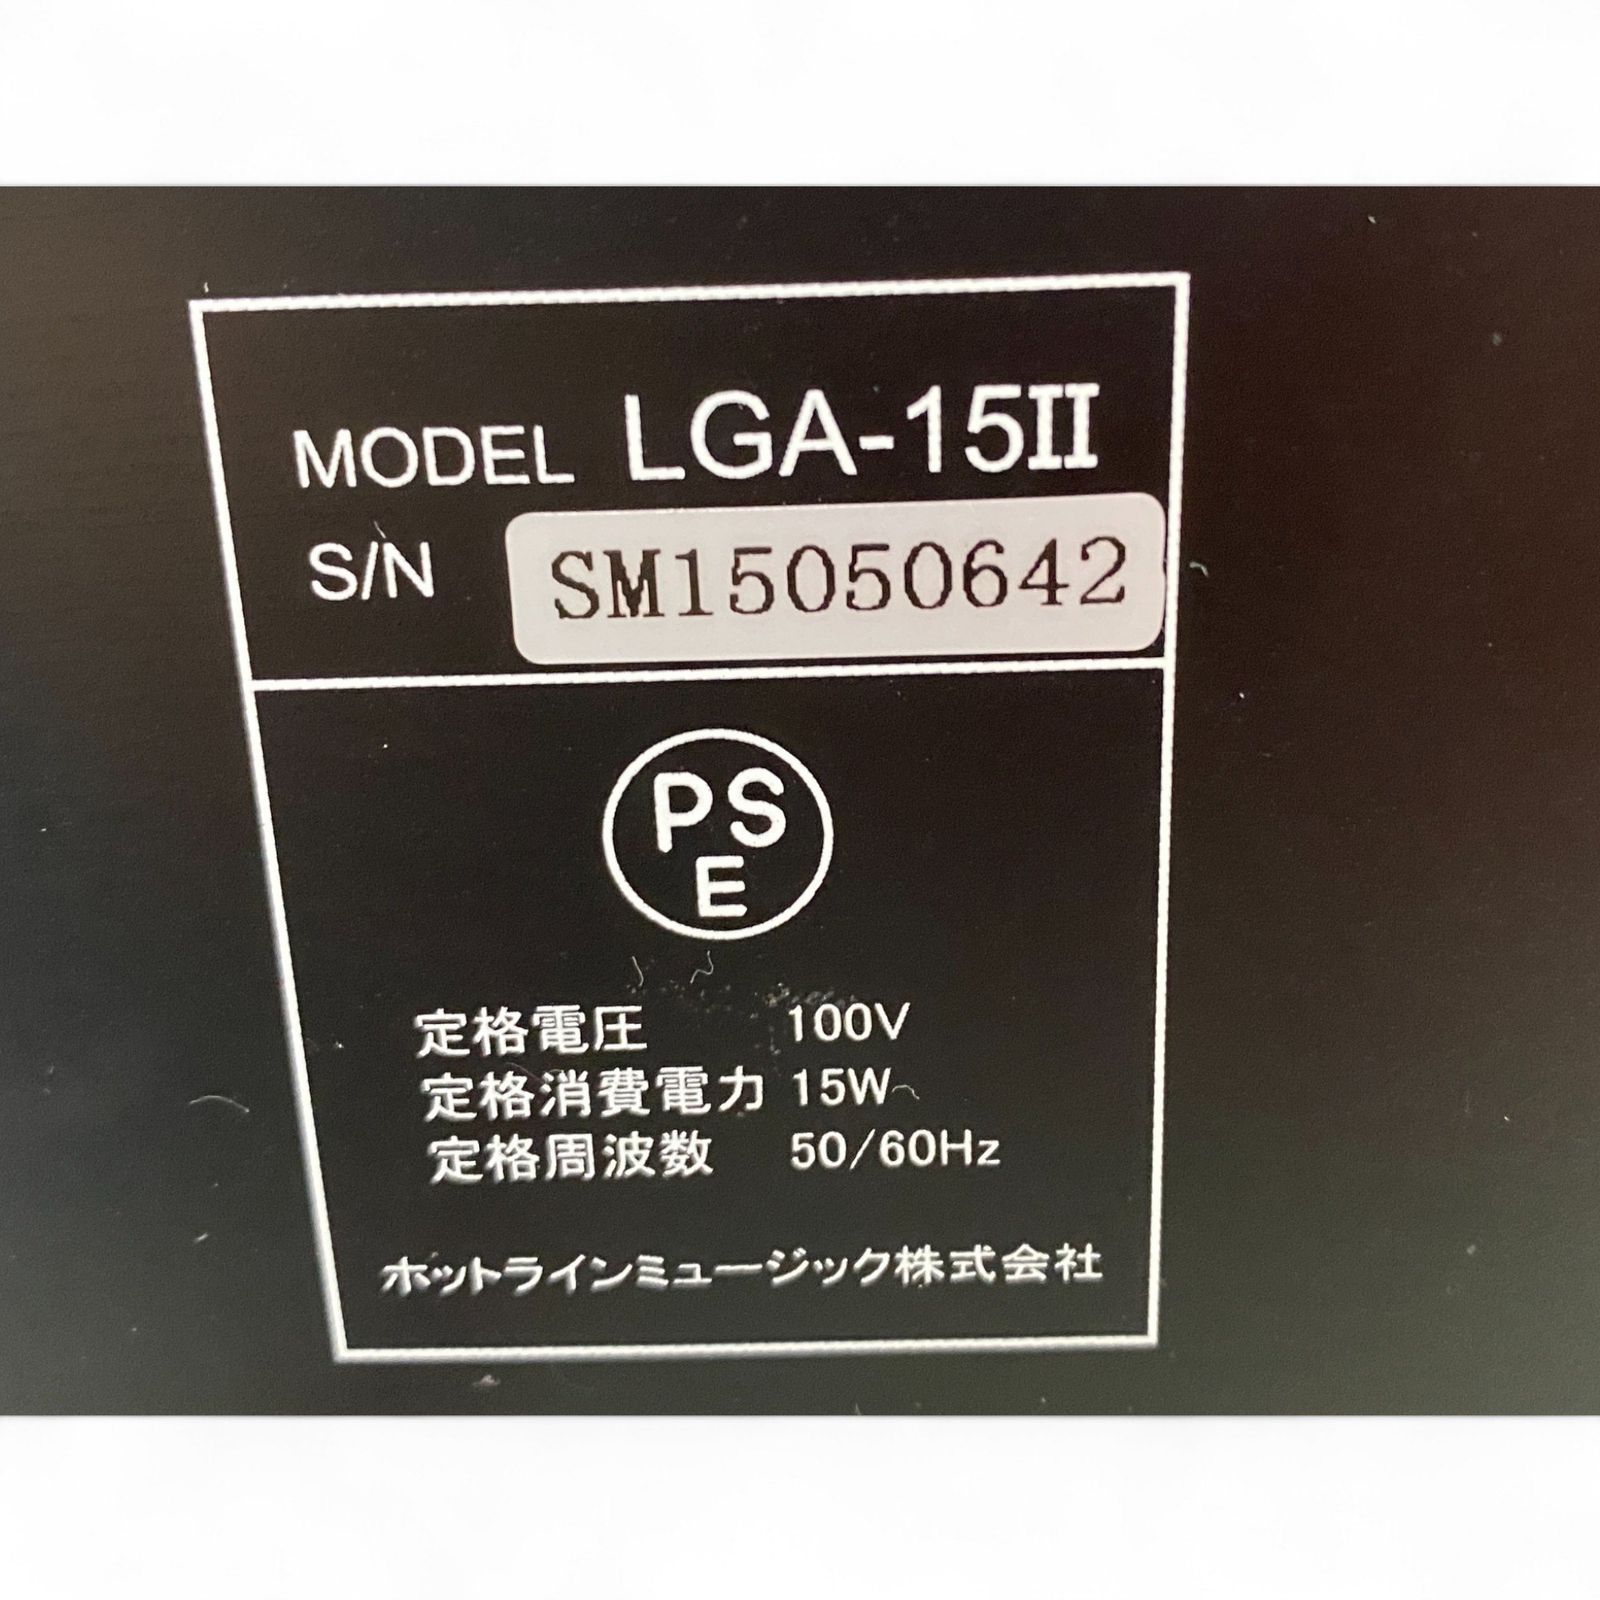 MODEL LGA-15II
S/N SM15050642
PS
E
定格電圧 100V
定格消費電力 15W
定格周波数 50/60Hz
ホットラインミュージック株式会社